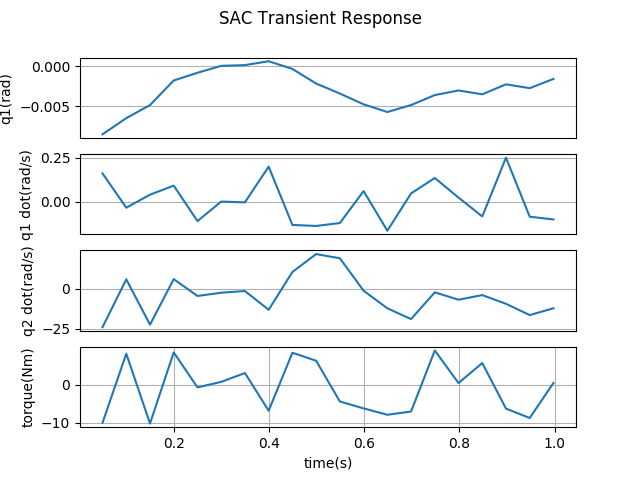 SAC Transient Response
0.000
−0.005
q1(rad)
0.25
0.00
q1 dot(rad/s)
0
−25
q2 dot(rad/s)
0
−10
torque(Nm)
0.2 0.4 0.6 0.8 1.0
time(s)